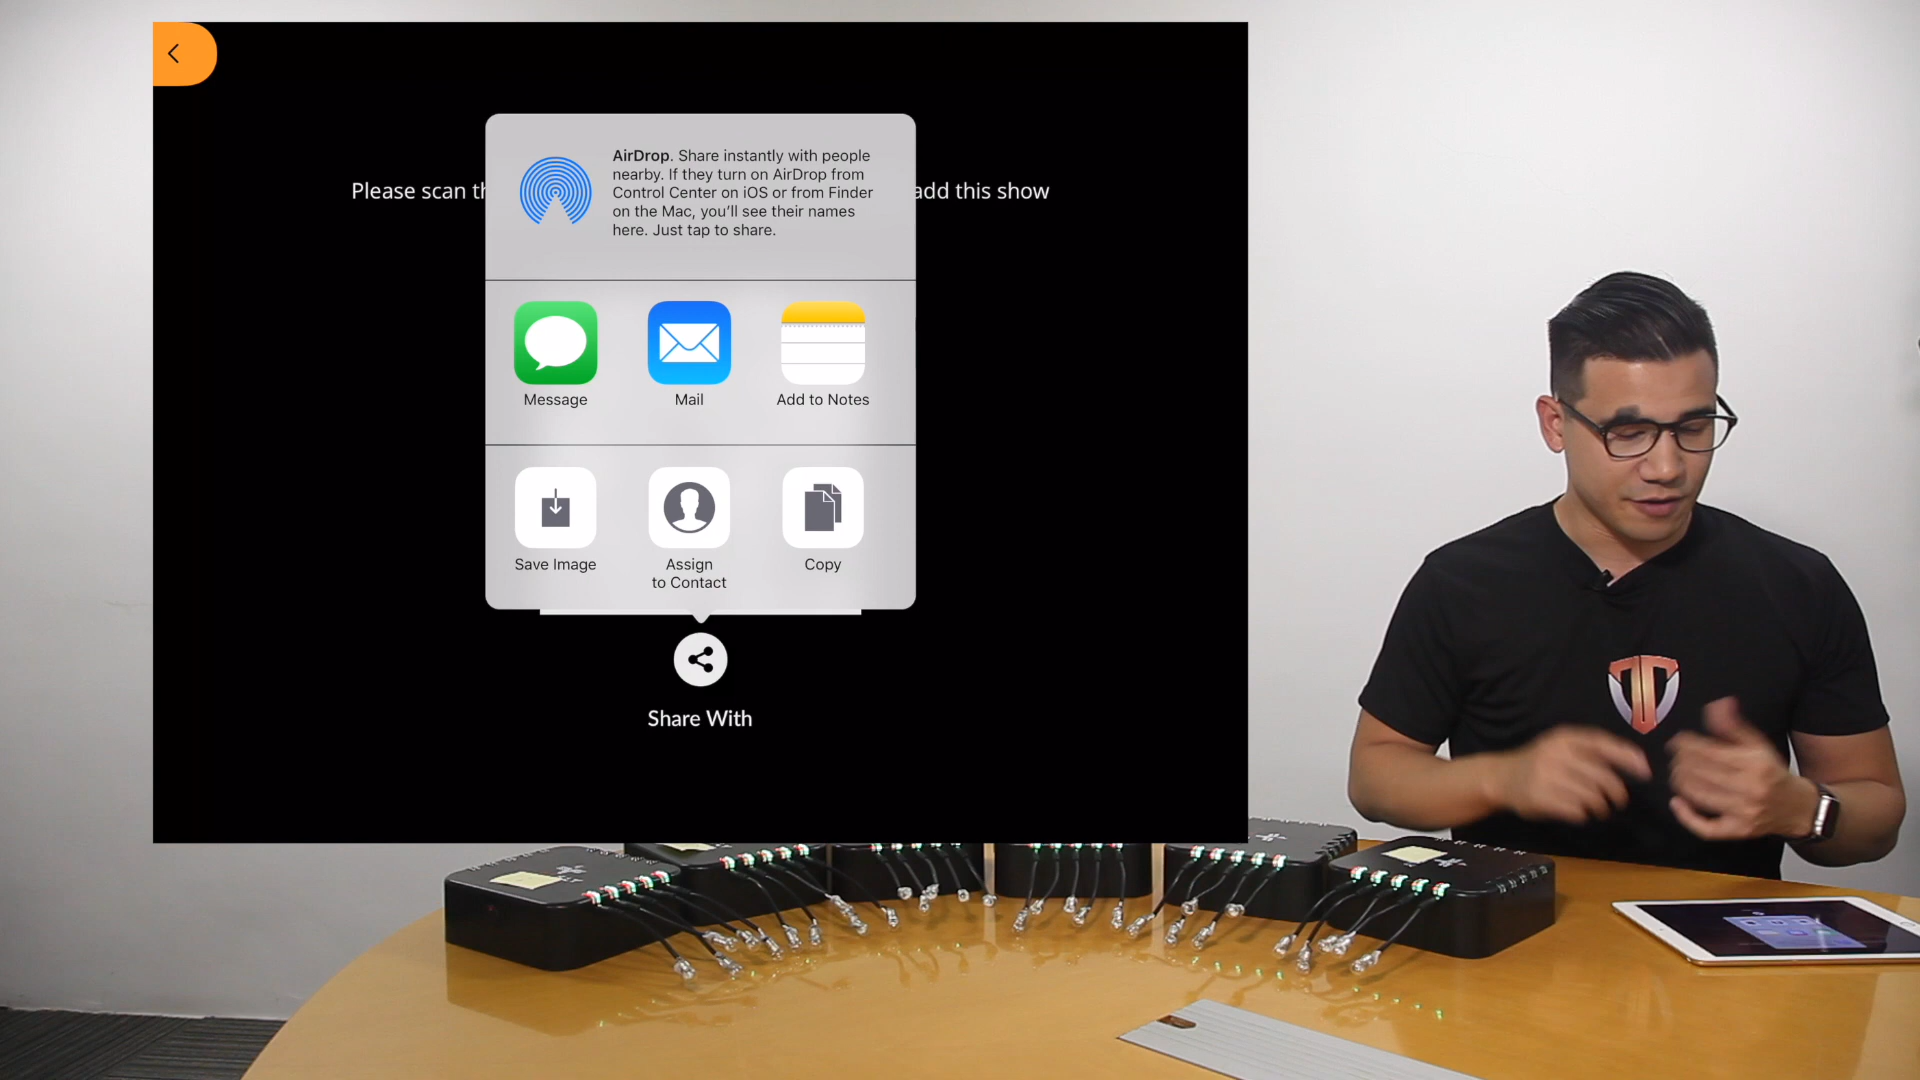 AirDrop. Share instantly with people
nearby. If they turn on AirDrop from
Control Center on iOS or from Finder
on the Mac, you'll see their names
here. Just tap to share.
Please scan
add this show
Message
Mail
Add to Notes
Save Image
Assign
to Contact
Copy
Share With